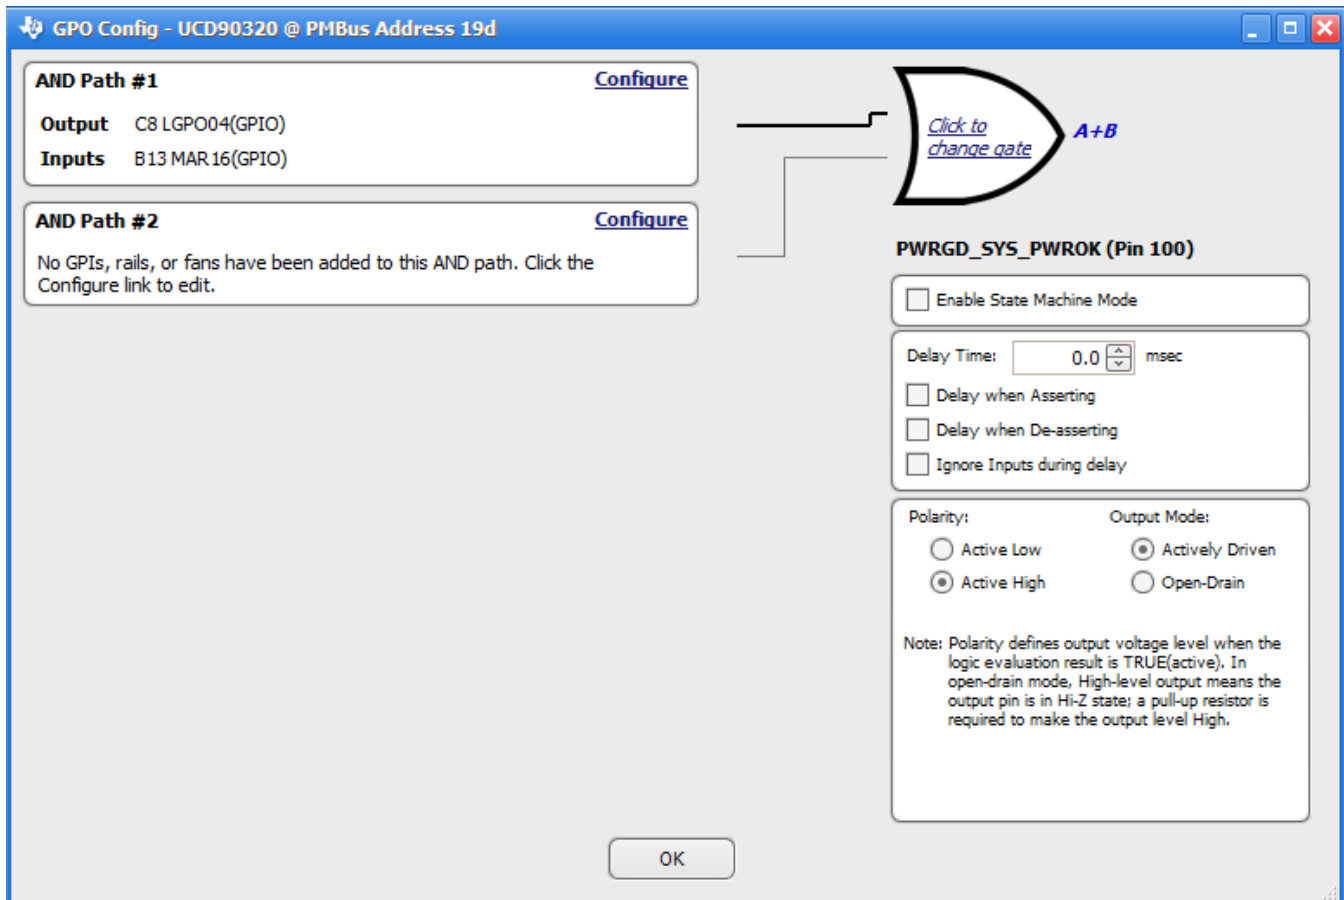 GPO Config - UCD90320 @ PMBus Address 19d
AND Path #1
Configure
Output C8 LGPO04(GPIO)
Inputs B13 MAR16(GPIO)
AND Path #2
Configure
No GPIs, rails, or fans have been added to this AND path. Click the
Configure link to edit.
Click to
change gate
A+B
PWRGD_SYS_PWROK (Pin 100)
Enable State Machine Mode
Delay Time: 0.0 msec
Delay when Asserting
Delay when De-asserting
Ignore Inputs during delay
Polarity:
Active Low
Active High
Output Mode:
Actively Driven
Open-Drain
Note: Polarity defines output voltage level when the
logic evaluation result is TRUE(active). In
open-drain mode, High-level output means the
output pin is in Hi-Z state; a pull-up resistor is
required to make the output level High.
OK